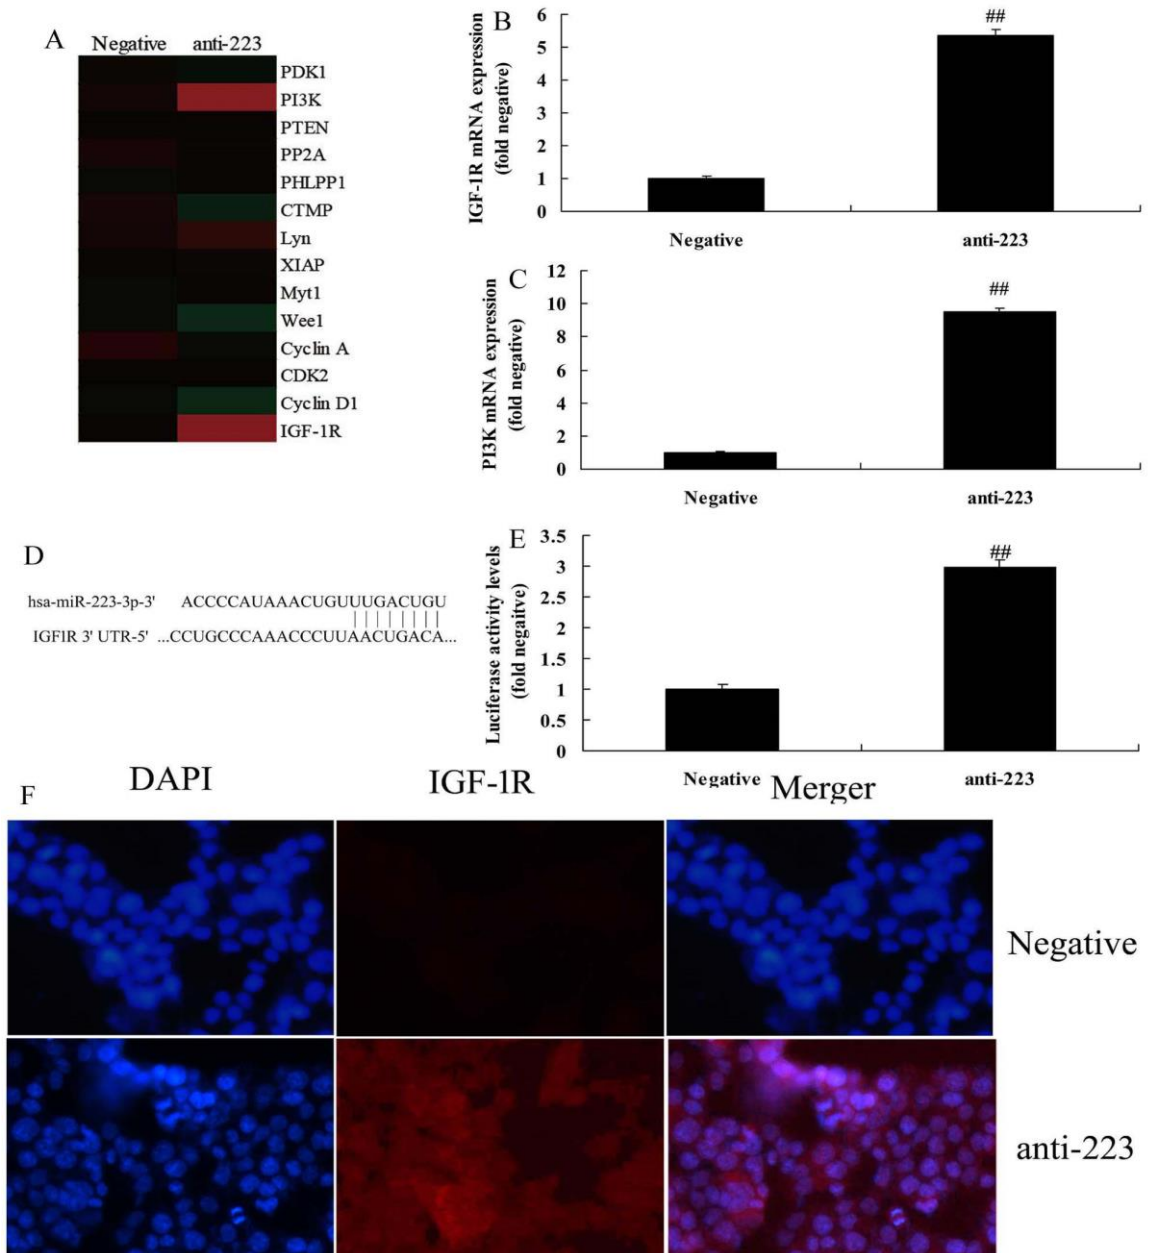 A
Negative anti-223
PDK1
PI3K
PTEN
PP2A
PHLPP1
CTMP
Lyn
XIAP
Myt1
Wee1
Cyclin A
CDK2
Cyclin D1
IGF-1R
B
IGF-1R mRNA expression
(fold negative)
6
5
4
3
2
1
0
##
Negative anti-223
C
PI3K mRNA expression
(fold negative)
12
10
8
6
4
2
0
##
Negative anti-223
D
hsa-miR-223-3p-3' ACCCCAUAAACUGUUUGACUGU
IGF1R 3' UTR-5' ...CCUGCCCAAACCCUUAACUGACA...
E
Luciferase activity levels
(fold negaitve)
3.5
3
2.5
2
1.5
1
0.5
0
##
Negative anti-223
F
DAPI IGF-1R Merger
Negative
anti-223